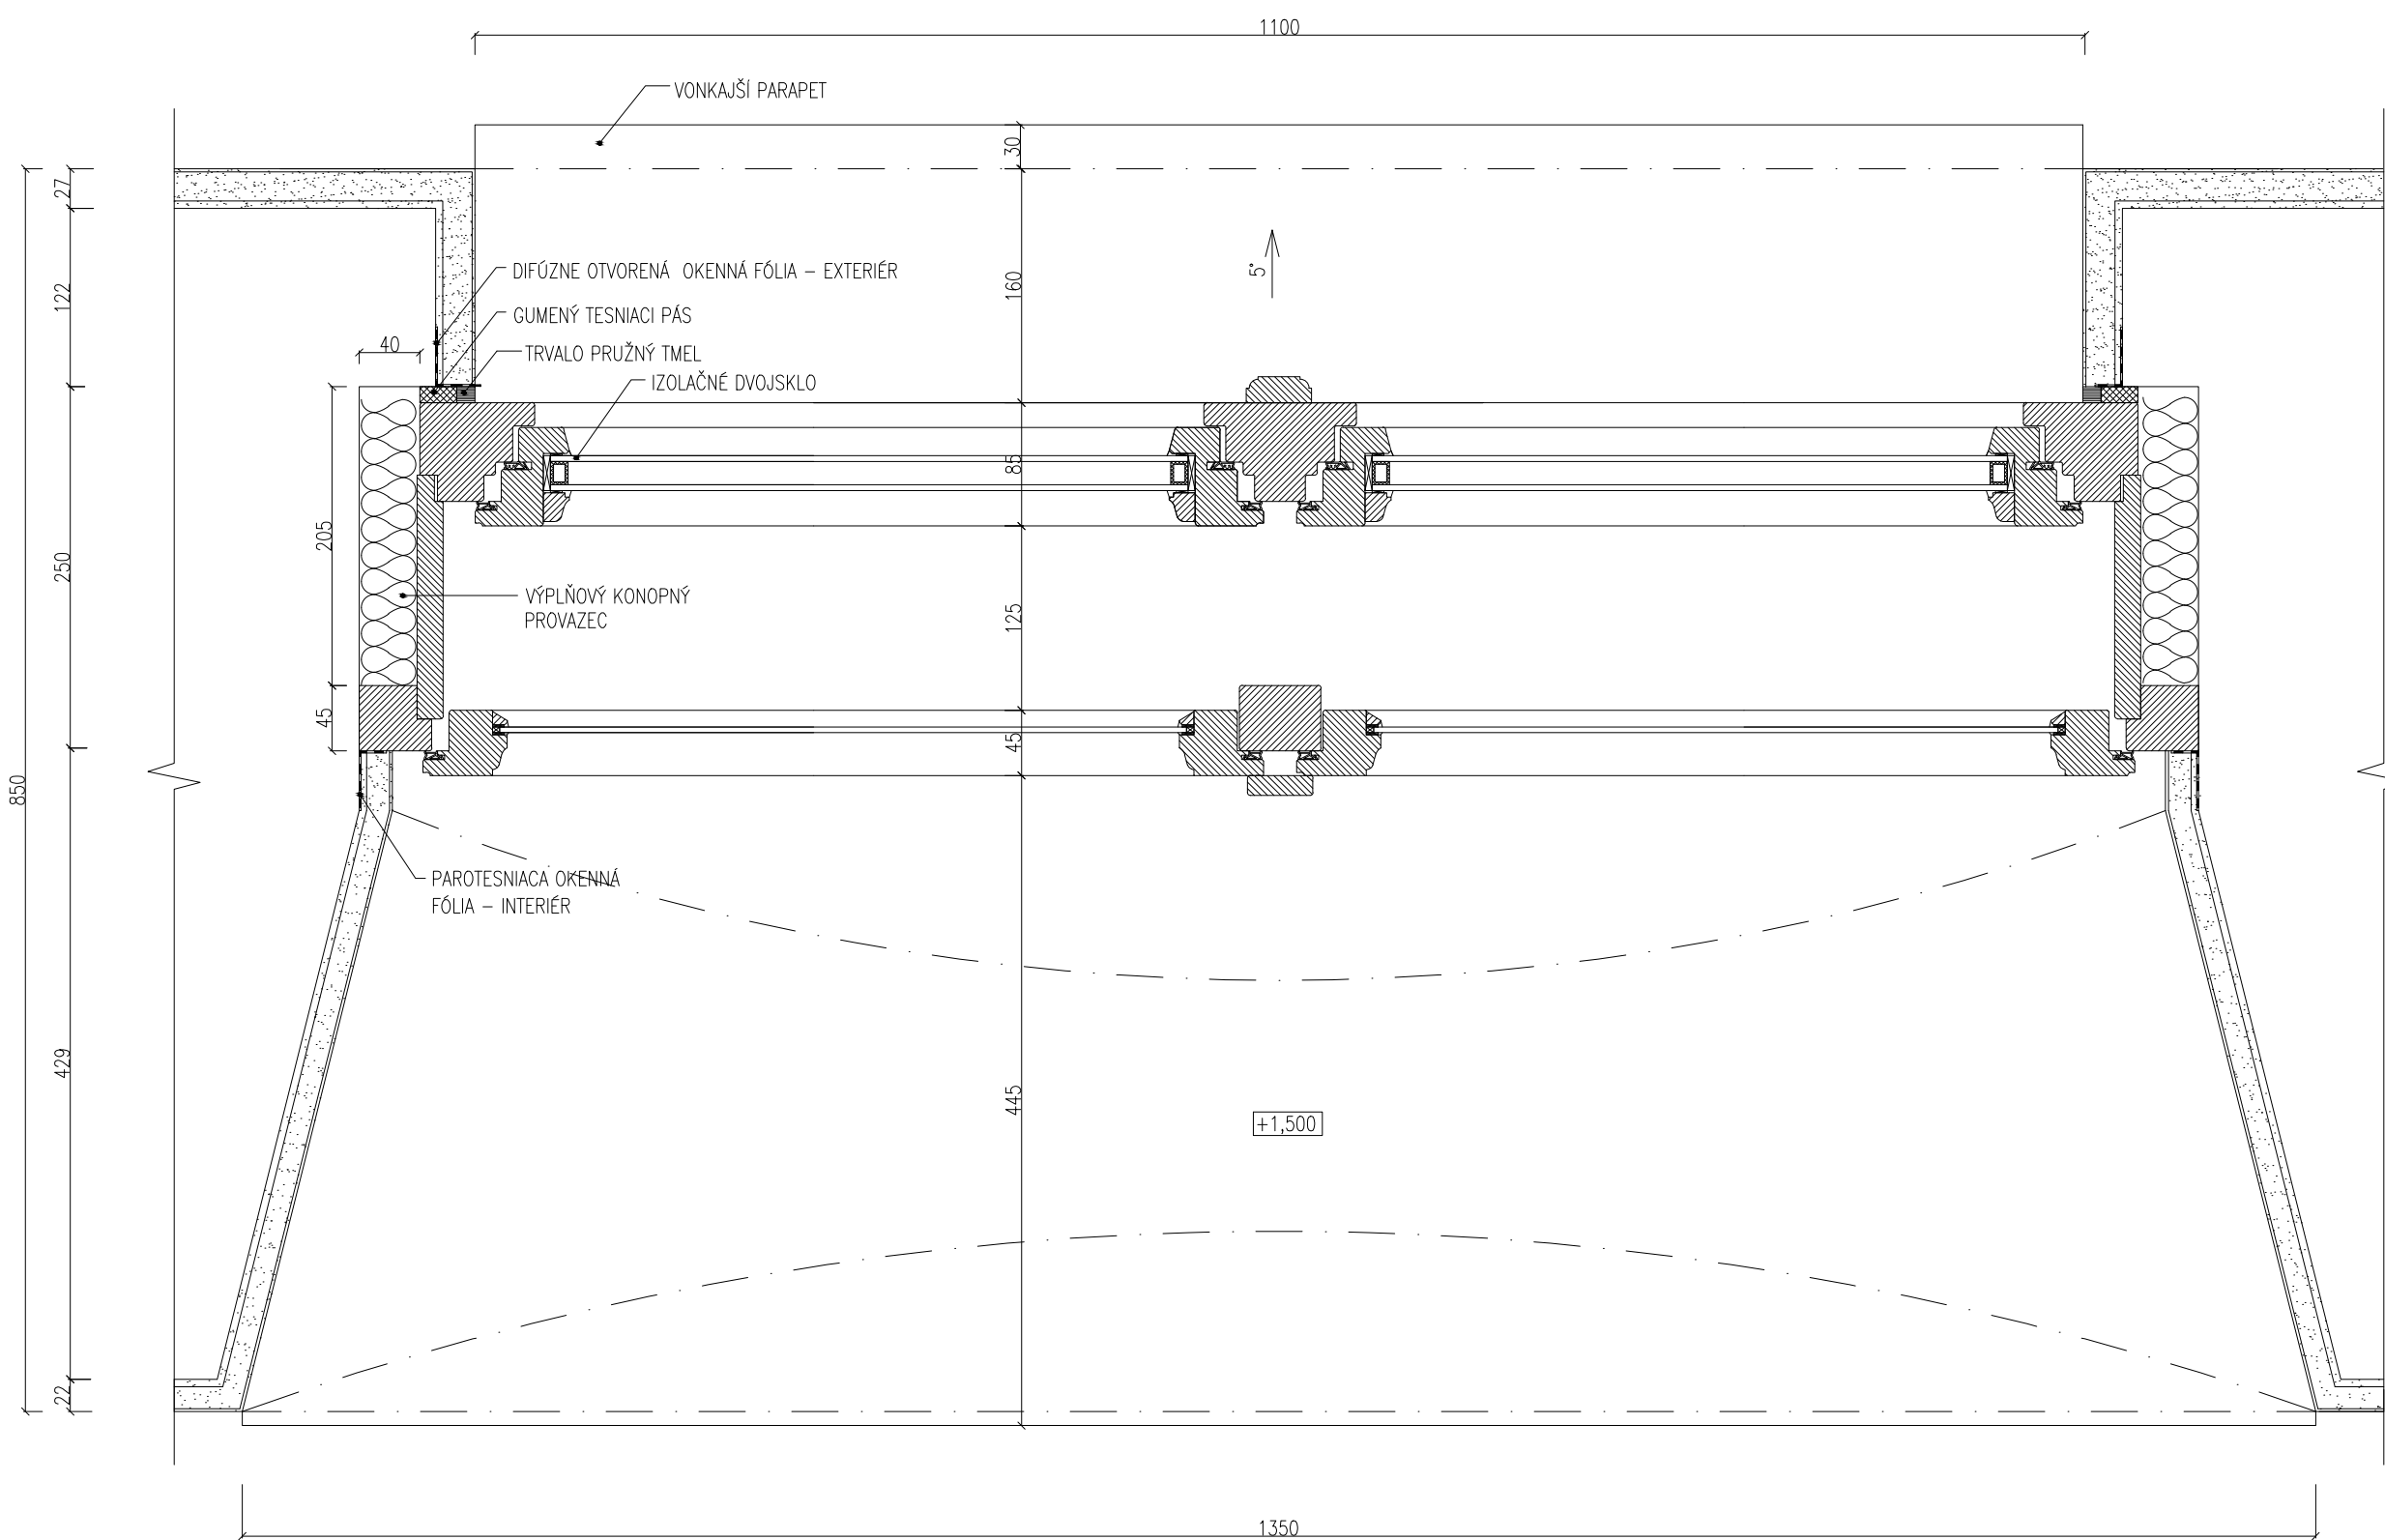 1100
VONKAJŠÍ PARAPET
30
27
DIFÚZNE OTVORENÁ OKENNÁ FÓLIA – EXTERIÉR
5°
160
122
GUMENÝ TESNIACI PÁS
40
TRVALO PRUŽNÝ TMEL
IZOLAČNÉ DVOJSKLO
85
205
250
VÝPLŇOVÝ KONOPNÝ
PROVAZEC
125
45
45
850
PAROTESNIACA OKENNÁ
FÓLIA – INTERIÉR
429
445
+1,500
22
1350